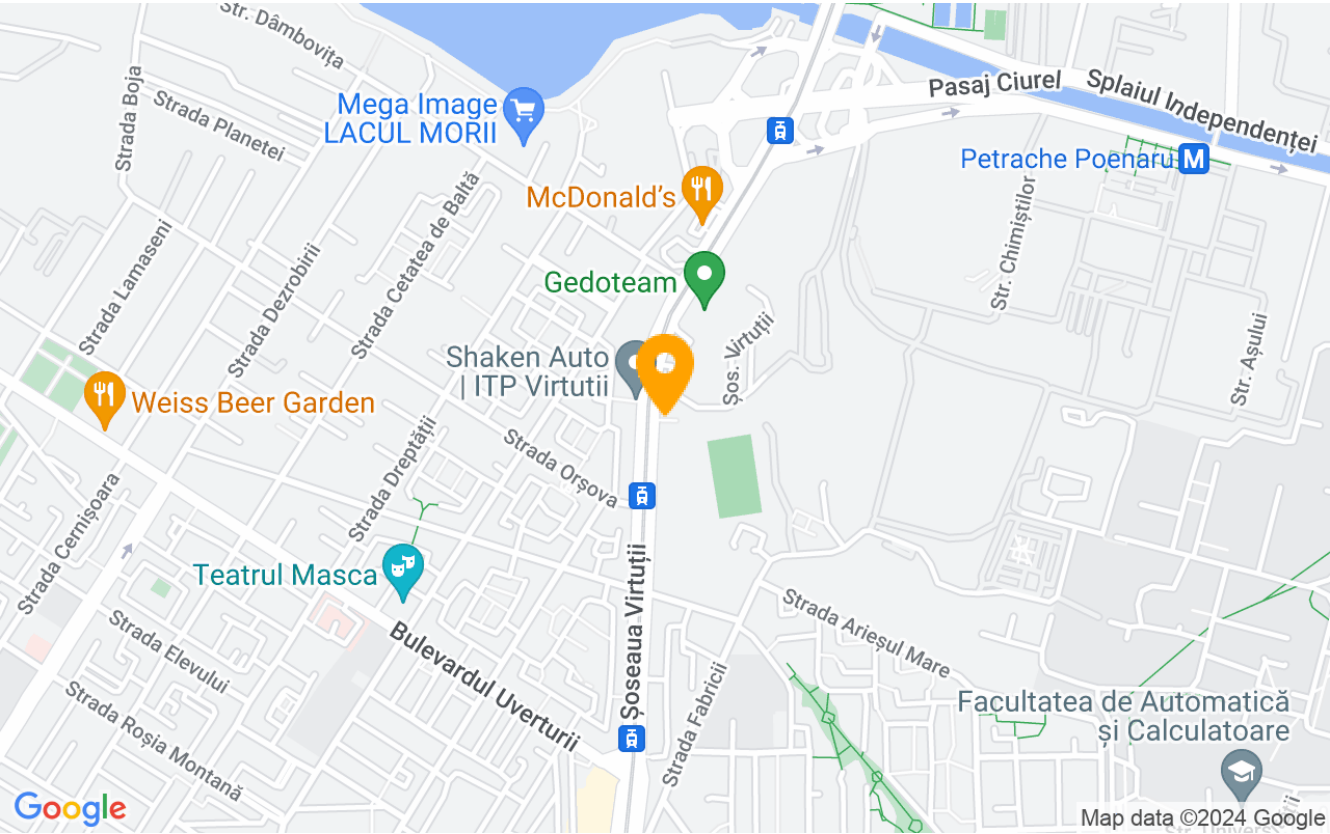 Str. Dâmbovița
Strada Boja
Strada Planetei
Mega Image
LACUL MORII
Pasaj Ciurel
Splaiul Independenței
Petrache Poenaru
M
McDonald's
Strada Cetatea de Baltă
Str. Chimiștilor
Strada Lamaseni
Strada Dezrobirii
Gedoteam
Șos. Virtuții
Str. Așului
Shaken Auto
| ITP Virtutii
Weiss Beer Garden
Strada Dreptății
Strada Orșova
Strada Cernișoara
Teatrul Masca
Șoseaua Virtuții
Strada Ariesul Mare
Strada Elevului
Bulevardul Uverturii
Strada Fabricii
Strada Roșia Montană
Facultatea de Automatică
și Calculatoare
Google
Map data ©2024 Google